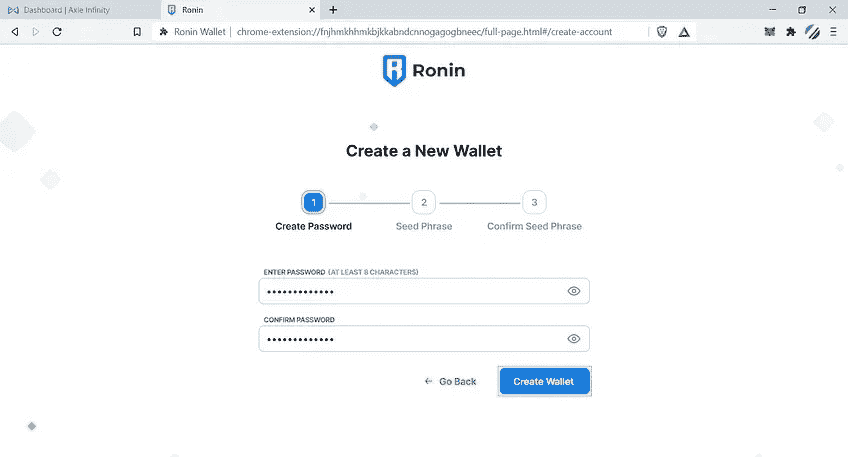 Dashboard | Axie Infinity
Ronin
Ronin Wallet | chrome-extension://fnjhmkhhmkbjkkabndcnnogagogbneec/full-page.html#/create-account
Ronin
Create a New Wallet
1 2 3
Create Password Seed Phrase Confirm Seed Phrase
ENTER PASSWORD (AT LEAST 8 CHARACTERS)
•••••••••••••
CONFIRM PASSWORD
•••••••••••••
← Go Back Create Wallet